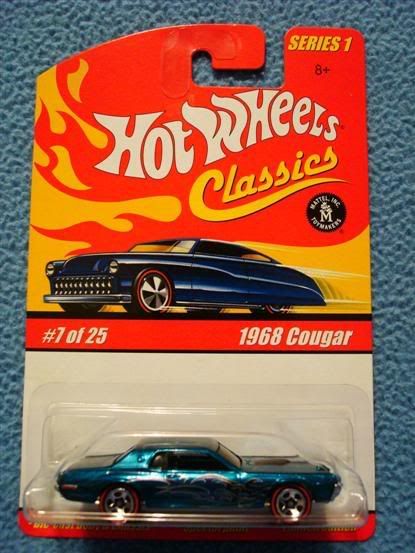 SERIES 1
8+
HOT WHEELS
Classics
MATTEL, INC.
M
TOYMAKERS
#7 of 25
1968 Cougar